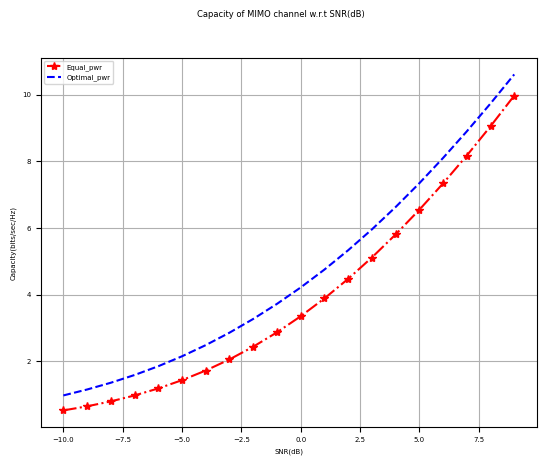 Capacity of MIMO channel w.r.t SNR(dB)
Equal_pwr
Optimal_pwr
10
8
6
4
2
Capacity(bits/sec/Hz)
−10.0 −7.5 −5.0 −2.5 0.0 2.5 5.0 7.5
SNR(dB)